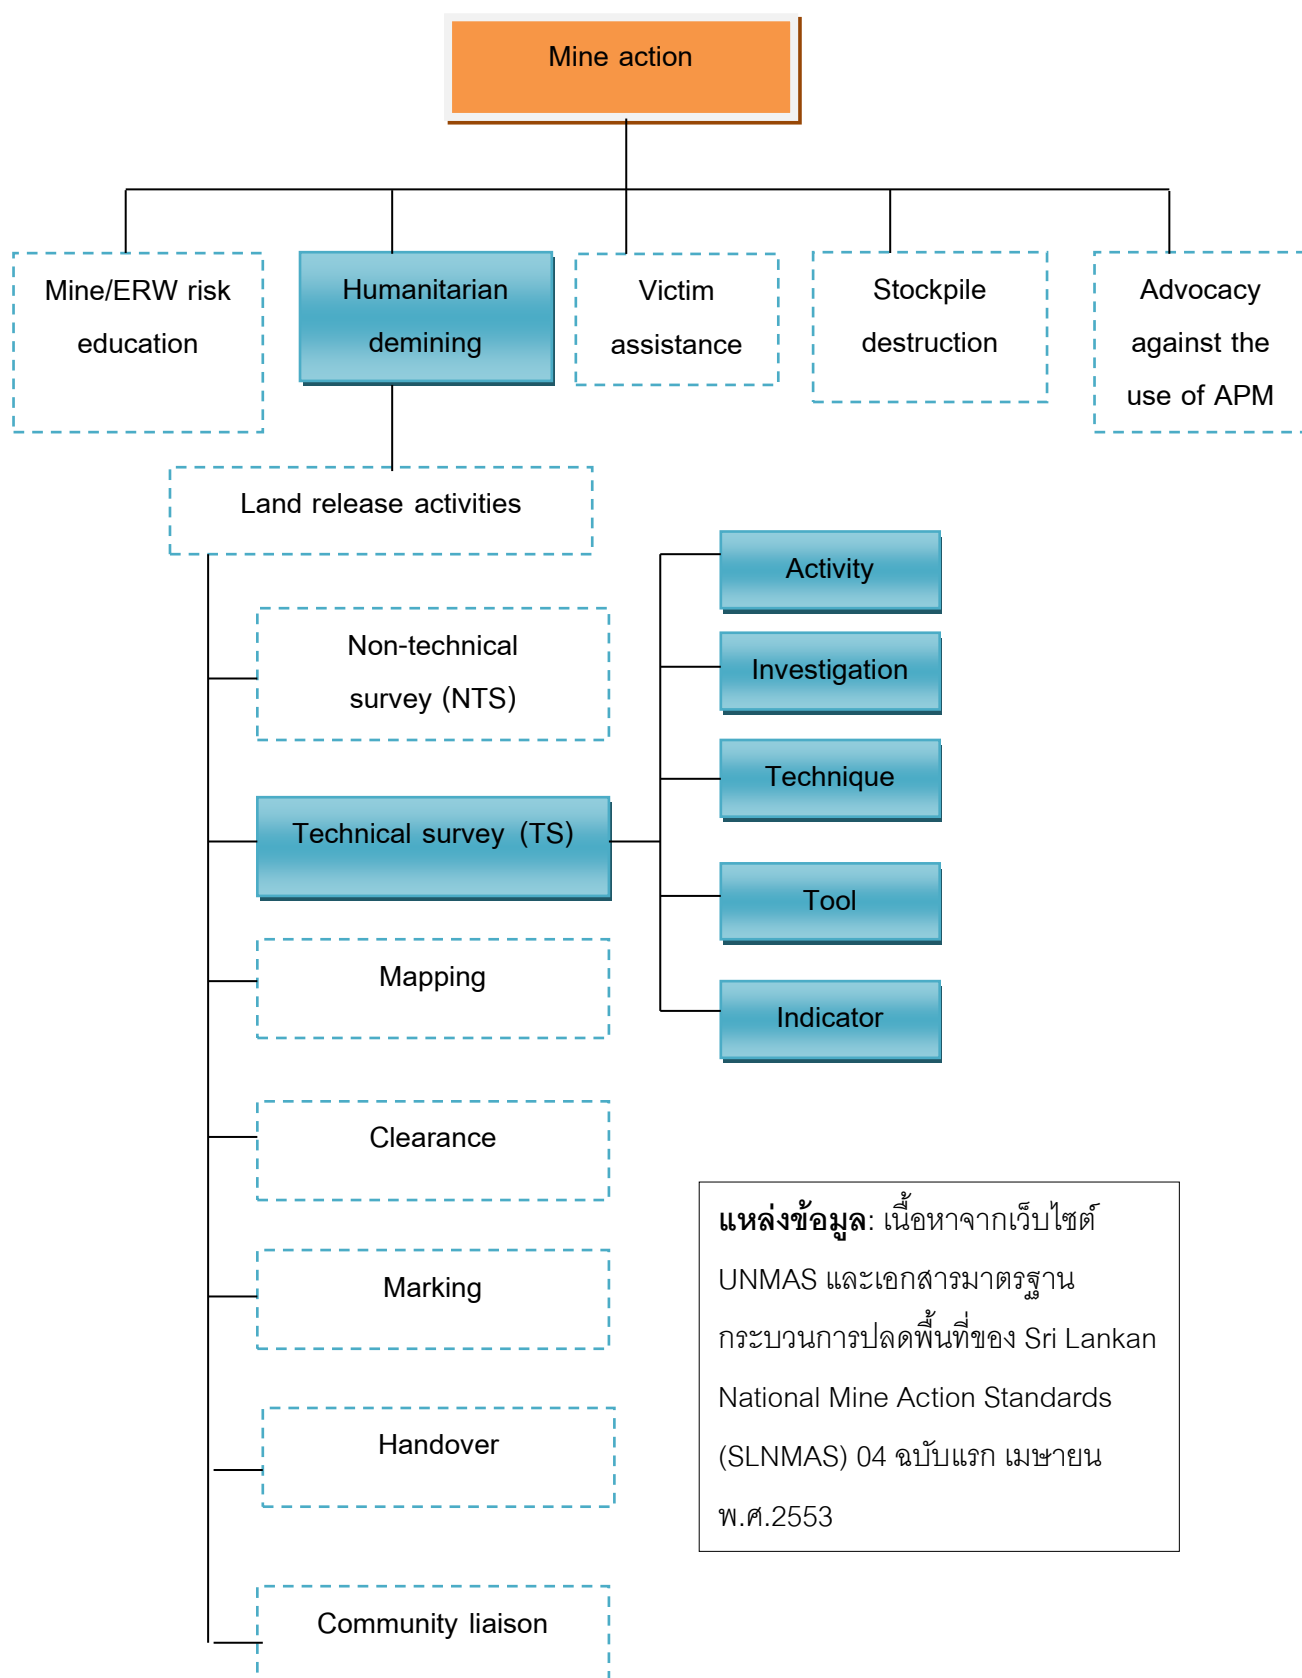 Mine action
Mine/ERW risk
education
Humanitarian
demining
Victim
assistance
Stockpile
destruction
Advocacy
against the
use of APM
Land release activities
Non-technical
survey (NTS)
Technical survey (TS)
Mapping
Clearance
Marking
Handover
Community liaison
Activity
Investigation
Technique
Tool
Indicator
แหล่งข้อมูล: เนื้อหาจากเว็บไซต์
UNMAS และเอกสารมาตรฐาน
กระบวนการปลดพื้นที่ของ Sri Lankan
National Mine Action Standards
(SLNMAS) 04 ฉบับแรก เมษายน
พ.ศ.2553